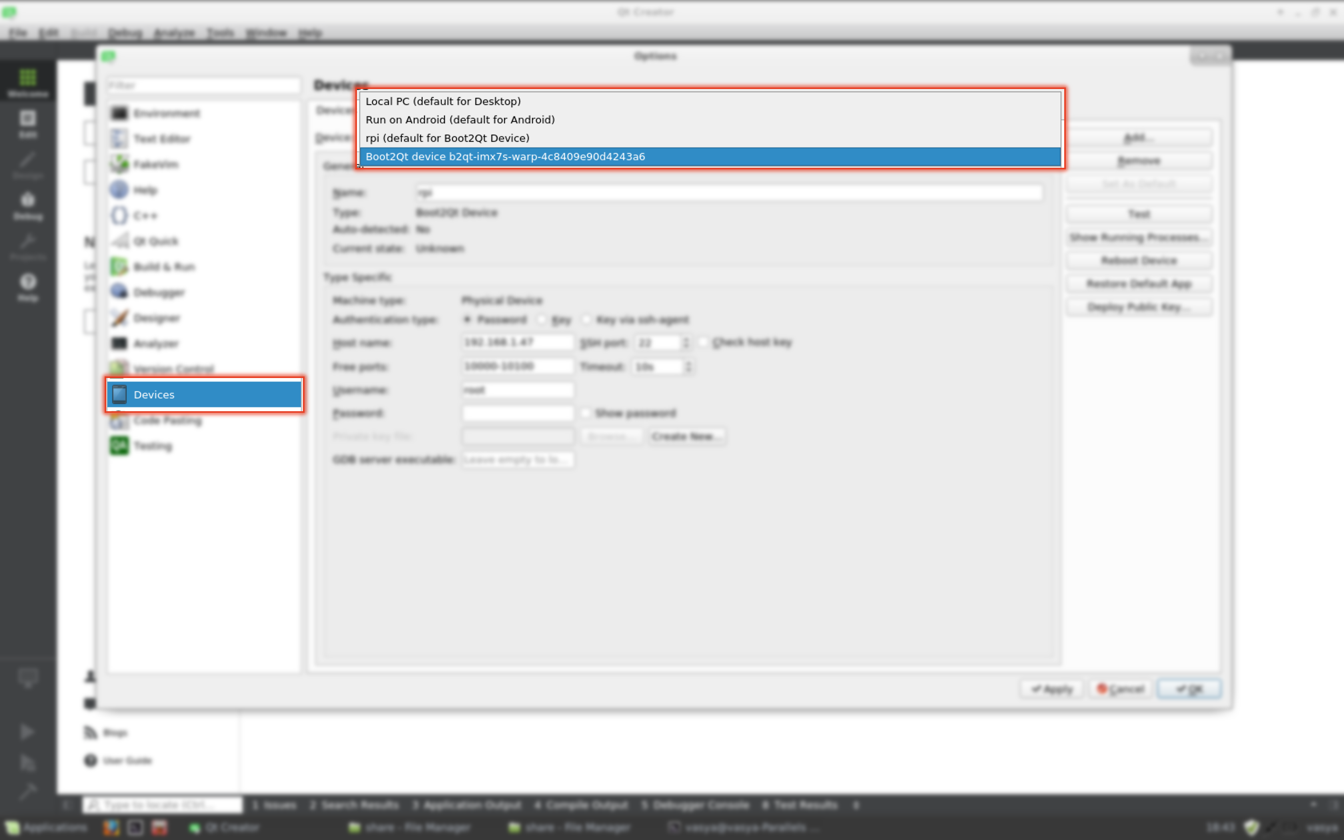 Qt Creator
File Edit Build Debug Analyze Tools Window Help
Options
Welcome
Edit
Design
Debug
Projects
Help
Filter
Environment
Text Editor
FakeVim
Help
C++
Qt Quick
Build & Run
Debugger
Designer
Analyzer
Version Control
Devices
Code Pasting
Testing
Devices
Local PC (default for Desktop)
Run on Android (default for Android)
rpi (default for Boot2Qt Device)
Boot2Qt device b2qt-imx7s-warp-4c8409e90d4243a6
Name: rpi
Type: Boot2Qt Device
Auto-detected: No
Current state: Unknown
Type Specific
Machine type: Physical Device
Authentication type: Password Key Key via ssh-agent
Host name: 192.168.1.47 SSH port: 22 Check host key
Free ports: 10000-10100 Timeout: 10s
Username: root
Password: Show password
Private key file: Browse... Create New...
GDB server executable: Leave empty to lo...
Add...
Remove
Set As Default
Test
Show Running Processes...
Reboot Device
Restore Default App
Deploy Public Key...
Apply Cancel OK
Blogs
User Guide
Type to locate (Ctrl... 1 Issues 2 Search Results 3 Application Output 4 Compile Output 5 Debugger Console 8 Test Results
Applications Qt Creator share - File Manager share - File Manager vasya@vasya-Parallels ... 18:43 vasya